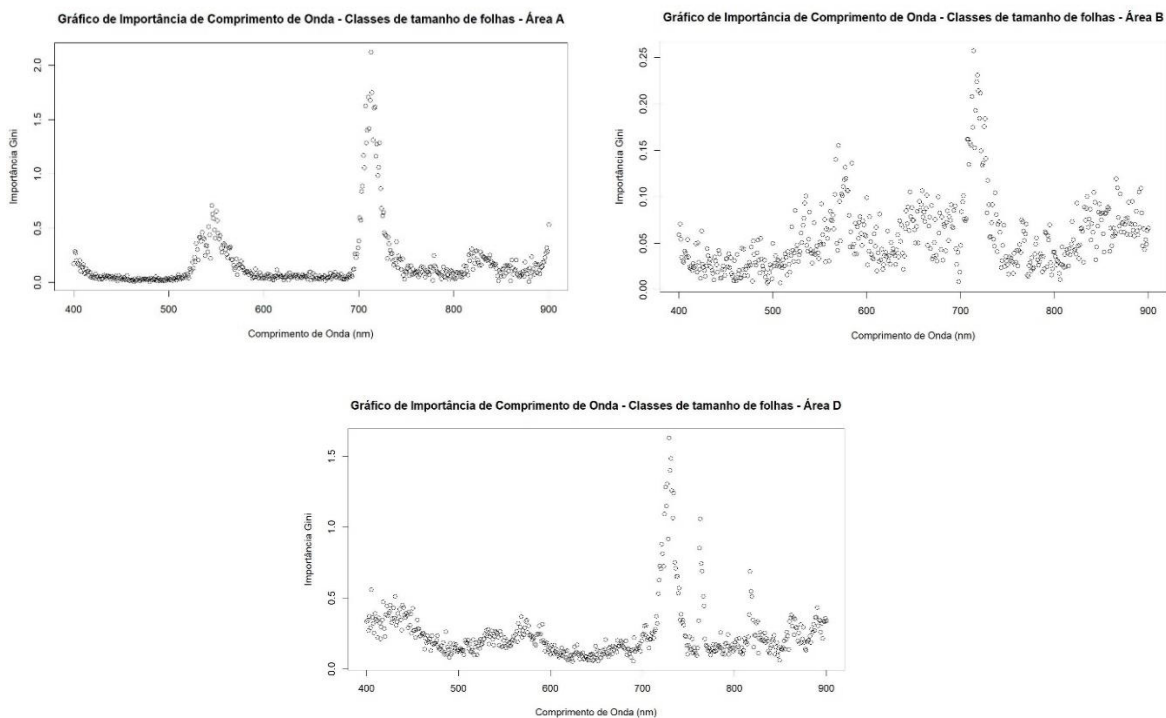 Gráfico de Importância de Comprimento de Onda - Classes de tamanho de folhas - Área A
Importância Gini
2.0
1.5
1.0
0.5
0.0
400 500 600 700 800 900
Comprimento de Onda (nm)
Gráfico de Importância de Comprimento de Onda - Classes de tamanho de folhas - Área B
Importância Gini
0.25
0.20
0.15
0.10
0.05
0.00
400 500 600 700 800 900
Comprimento de Onda (nm)
Gráfico de Importância de Comprimento de Onda - Classes de tamanho de folhas - Área D
Importância Gini
1.5
1.0
0.5
0.0
400 500 600 700 800 900
Comprimento de Onda (nm)